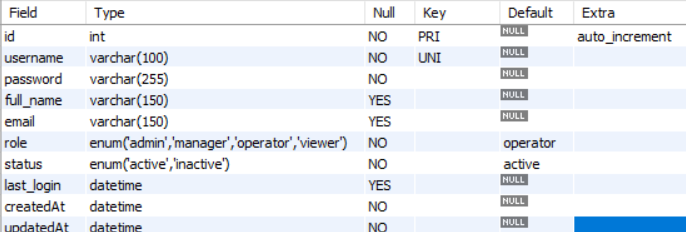 Field Type Null Key Default Extra
id int NO PRI NULL auto_increment
username varchar(100) NO UNI NULL
password varchar(255) NO NULL
full_name varchar(150) YES NULL
email varchar(150) YES NULL
role enum('admin','manager','operator','viewer') NO operator
status enum('active','inactive') NO active
last_login datetime YES NULL
createdAt datetime NO NULL
updatedAt datetime NO NULL